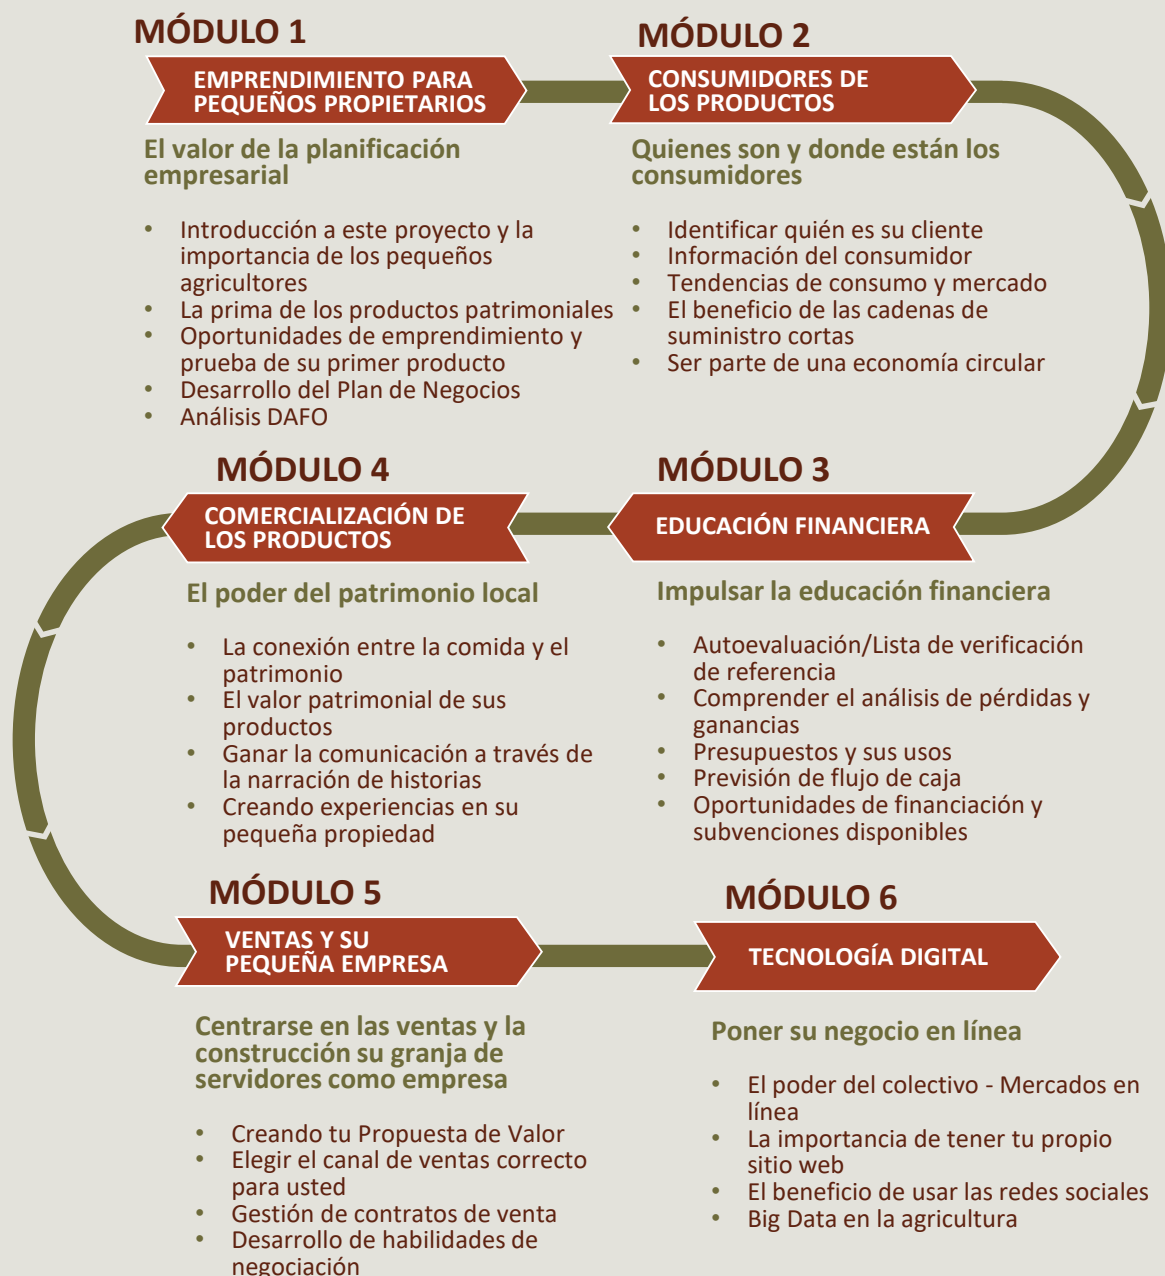 MÓDULO 1
EMPRENDIMIENTO PARA
PEQUEÑOS PROPIETARIOS
El valor de la planificación
empresarial
• Introducción a este proyecto y la
importancia de los pequeños
agricultores
• La prima de los productos patrimoniales
• Oportunidades de emprendimiento y
prueba de su primer producto
• Desarrollo del Plan de Negocios
• Análisis DAFO
MÓDULO 2
CONSUMIDORES DE
LOS PRODUCTOS
Quienes son y donde están los
consumidores
• Identificar quién es su cliente
• Información del consumidor
• Tendencias de consumo y mercado
• El beneficio de las cadenas de
suministro cortas
• Ser parte de una economía circular
MÓDULO 3
EDUCACIÓN FINANCIERA
Impulsar la educación financiera
• Autoevaluación/Lista de verificación
de referencia
• Comprender el análisis de pérdidas y
ganancias
• Presupuestos y sus usos
• Previsión de flujo de caja
• Oportunidades de financiación y
subvenciones disponibles
MÓDULO 4
COMERCIALIZACIÓN DE
LOS PRODUCTOS
El poder del patrimonio local
• La conexión entre la comida y el
patrimonio
• El valor patrimonial de sus
productos
• Ganar la comunicación a través de
la narración de historias
• Creando experiencias en su
pequeña propiedad
MÓDULO 5
VENTAS Y SU
PEQUEÑA EMPRESA
Centrarse en las ventas y la
construcción su granja de
servidores como empresa
• Creando tu Propuesta de Valor
• Elegir el canal de ventas correcto
para usted
• Gestión de contratos de venta
• Desarrollo de habilidades de
negociación
MÓDULO 6
TECNOLOGÍA DIGITAL
Poner su negocio en línea
• El poder del colectivo - Mercados en
línea
• La importancia de tener tu propio
sitio web
• El beneficio de usar las redes sociales
• Big Data en la agricultura